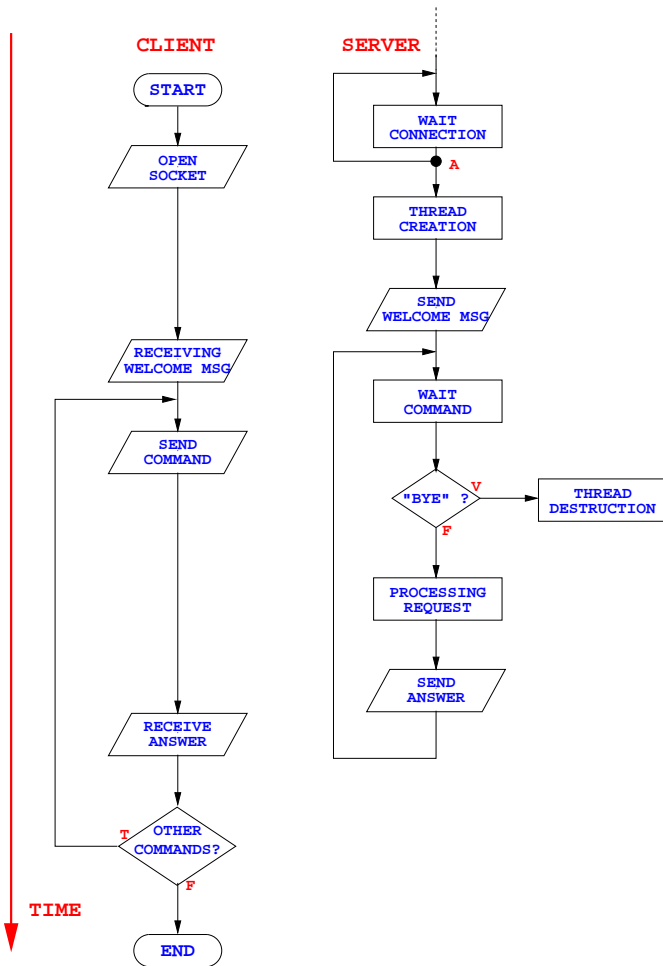 CLIENT
START
OPEN
SOCKET
RECEIVING
WELCOME MSG
SEND
COMMAND
RECEIVE
ANSWER
T
OTHER
COMMANDS?
F
END
TIME
SERVER
WAIT
CONNECTION
A
THREAD
CREATION
SEND
WELCOME MSG
WAIT
COMMAND
"BYE" ?
V
F
THREAD
DESTRUCTION
PROCESSING
REQUEST
SEND
ANSWER